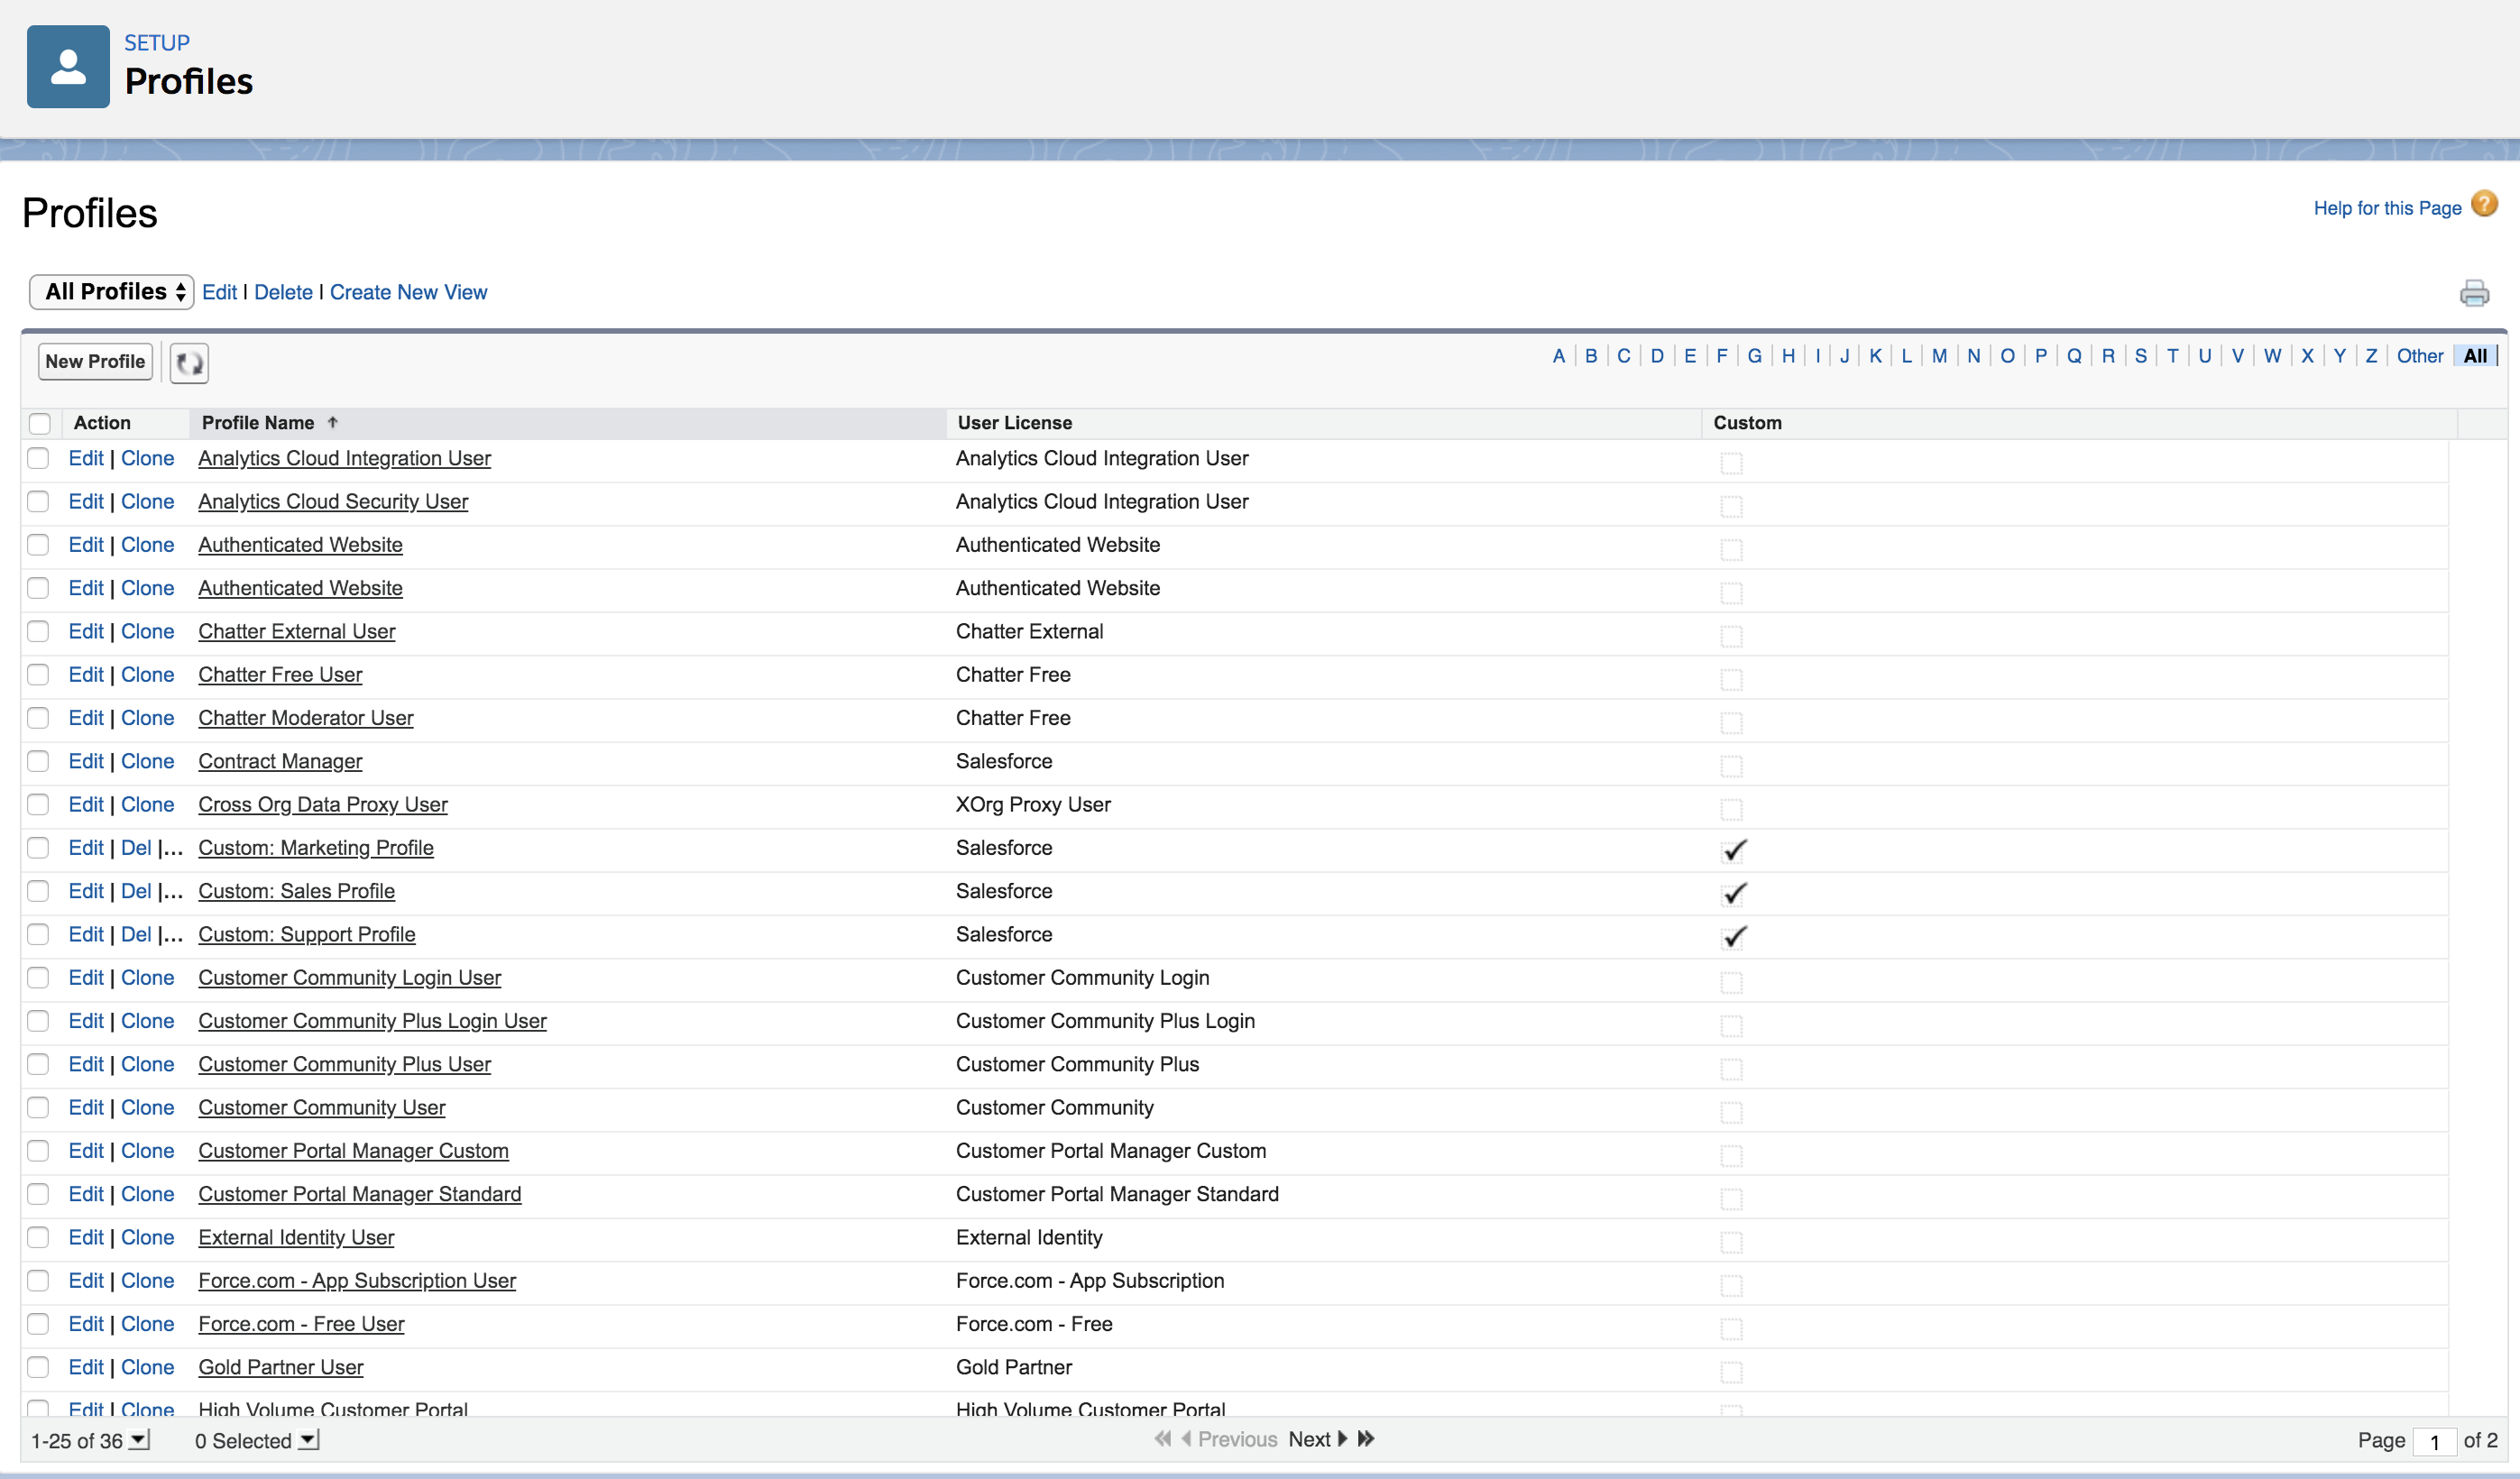 SETUP
Profiles
Profiles
Help for this Page ?
All Profiles Edit | Delete | Create New View
New Profile A | B | C | D | E | F | G | H | I | J | K | L | M | N | O | P | Q | R | S | T | U | V | W | X | Y | Z | Other | All |
Action Profile Name ↑ User License Custom
Edit | Clone Analytics Cloud Integration User Analytics Cloud Integration User
Edit | Clone Analytics Cloud Security User Analytics Cloud Integration User
Edit | Clone Authenticated Website Authenticated Website
Edit | Clone Authenticated Website Authenticated Website
Edit | Clone Chatter External User Chatter External
Edit | Clone Chatter Free User Chatter Free
Edit | Clone Chatter Moderator User Chatter Free
Edit | Clone Contract Manager Salesforce
Edit | Clone Cross Org Data Proxy User XOrg Proxy User
Edit | Del |... Custom: Marketing Profile Salesforce ✓
Edit | Del |... Custom: Sales Profile Salesforce ✓
Edit | Del |... Custom: Support Profile Salesforce ✓
Edit | Clone Customer Community Login User Customer Community Login
Edit | Clone Customer Community Plus Login User Customer Community Plus Login
Edit | Clone Customer Community Plus User Customer Community Plus
Edit | Clone Customer Community User Customer Community
Edit | Clone Customer Portal Manager Custom Customer Portal Manager Custom
Edit | Clone Customer Portal Manager Standard Customer Portal Manager Standard
Edit | Clone External Identity User External Identity
Edit | Clone Force.com - App Subscription User Force.com - App Subscription
Edit | Clone Force.com - Free User Force.com - Free
Edit | Clone Gold Partner User Gold Partner
Edit | Clone High Volume Customer Portal High Volume Customer Portal
1-25 of 36 0 Selected Previous Next Page 1 of 2